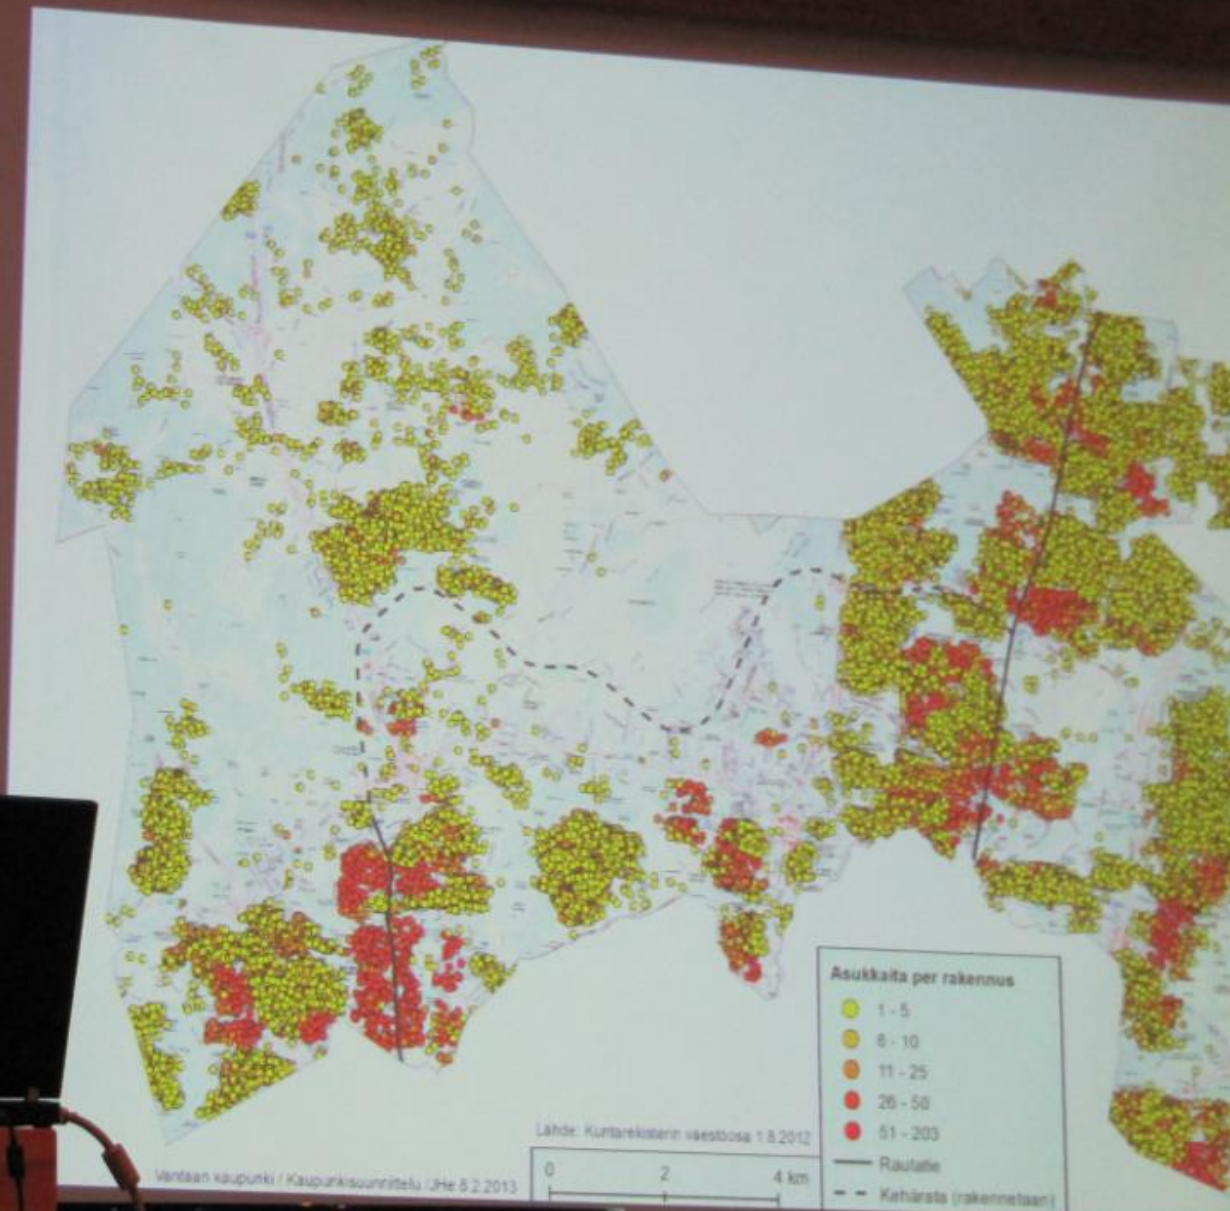 Asukkaita per rakennus
1 - 5
6 - 10
11 - 25
26 - 50
51 - 203
Rautatie
Kehärata (rakennetaan)
Lähde: Kuntarekisterin väestöosa 1.8.2012
0 2 4 km
Vantaan kaupunki / Kaupunkisuunnittelu /JHe 8.2.2013